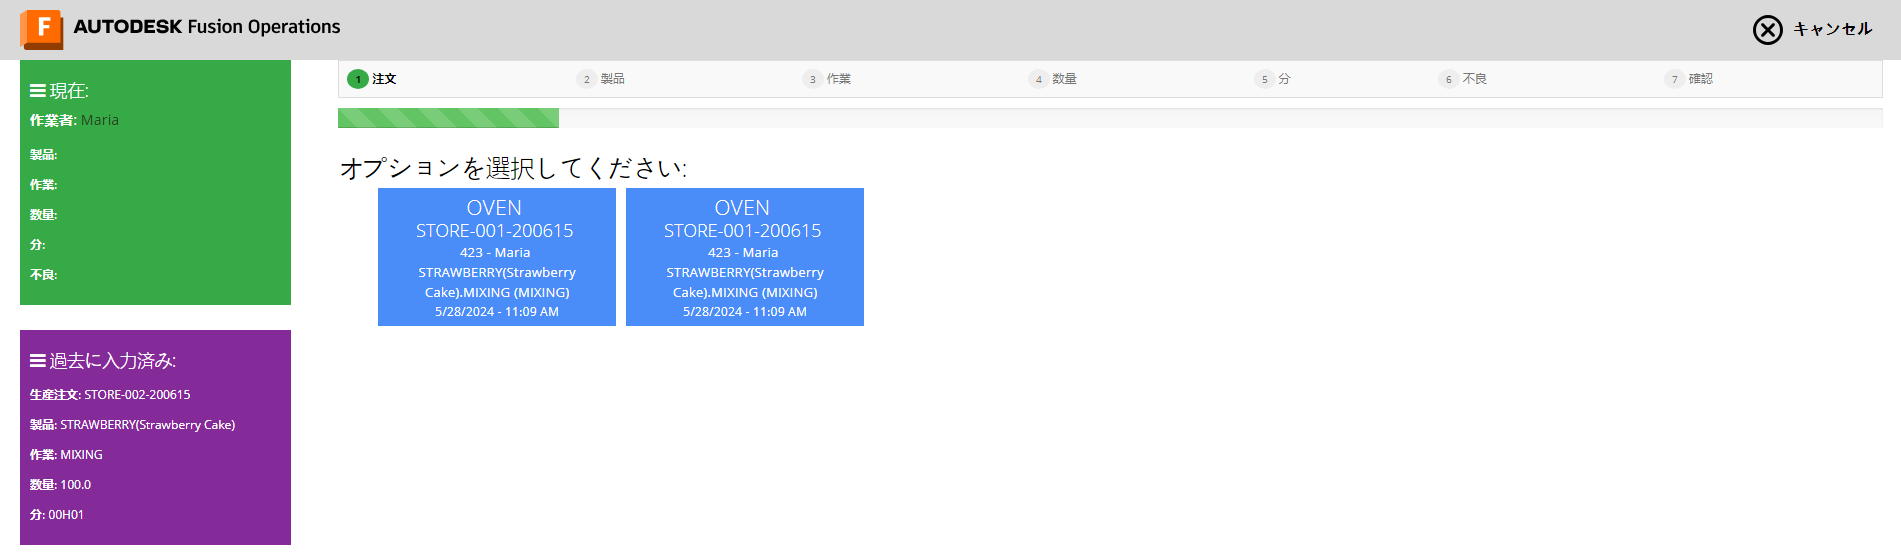 F AUTODESK Fusion Operations
キャンセル
現在:
作業者: Maria
製品:
作業:
数量:
分:
不良:
過去に入力済み:
生産注文: STORE-002-200615
製品: STRAWBERRY(Strawberry Cake)
作業: MIXING
数量: 100.0
分: 00H01
1 注文 2 製品 3 作業 4 数量 5 分 6 不良 7 確認
オプションを選択してください:
OVEN
STORE-001-200615
423 - Maria
STRAWBERRY(Strawberry
Cake).MIXING (MIXING)
5/28/2024 - 11:09 AM
OVEN
STORE-001-200615
423 - Maria
STRAWBERRY(Strawberry
Cake).MIXING (MIXING)
5/28/2024 - 11:09 AM